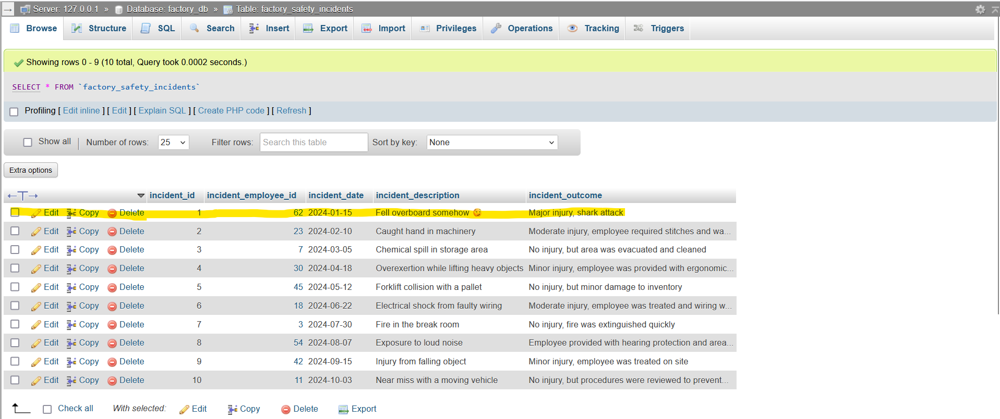 Server: 127.0.0.1 » Database: factory_db » Table: factory_safety_incidents
Browse Structure SQL Search Insert Export Import Privileges Operations Tracking Triggers
Showing rows 0 - 9 (10 total, Query took 0.0002 seconds.)
SELECT * FROM `factory_safety_incidents`
Profiling [ Edit inline ] [ Edit ] [ Explain SQL ] [ Create PHP code ] [ Refresh ]
Show all Number of rows: 25 Filter rows: Search this table Sort by key: None
Extra options
incident_id incident_employee_id incident_date incident_description incident_outcome
Edit Copy Delete 1 62 2024-01-15 Fell overboard somehow 😉 Major injury, shark attack
Edit Copy Delete 2 23 2024-02-10 Caught hand in machinery Moderate injury, employee required stitches and wa...
Edit Copy Delete 3 7 2024-03-05 Chemical spill in storage area No injury, but area was evacuated and cleaned
Edit Copy Delete 4 30 2024-04-18 Overexertion while lifting heavy objects Minor injury, employee was provided with ergonomic...
Edit Copy Delete 5 45 2024-05-12 Forklift collision with a pallet No injury, but minor damage to inventory
Edit Copy Delete 6 18 2024-06-22 Electrical shock from faulty wiring Moderate injury, employee was treated and wiring w...
Edit Copy Delete 7 3 2024-07-30 Fire in the break room No injury, fire was extinguished quickly
Edit Copy Delete 8 54 2024-08-07 Exposure to loud noise Employee provided with hearing protection and area...
Edit Copy Delete 9 42 2024-09-15 Injury from falling object Minor injury, employee was treated on site
Edit Copy Delete 10 11 2024-10-03 Near miss with a moving vehicle No injury, but procedures were reviewed to prevent...
Check all With selected: Edit Copy Delete Export